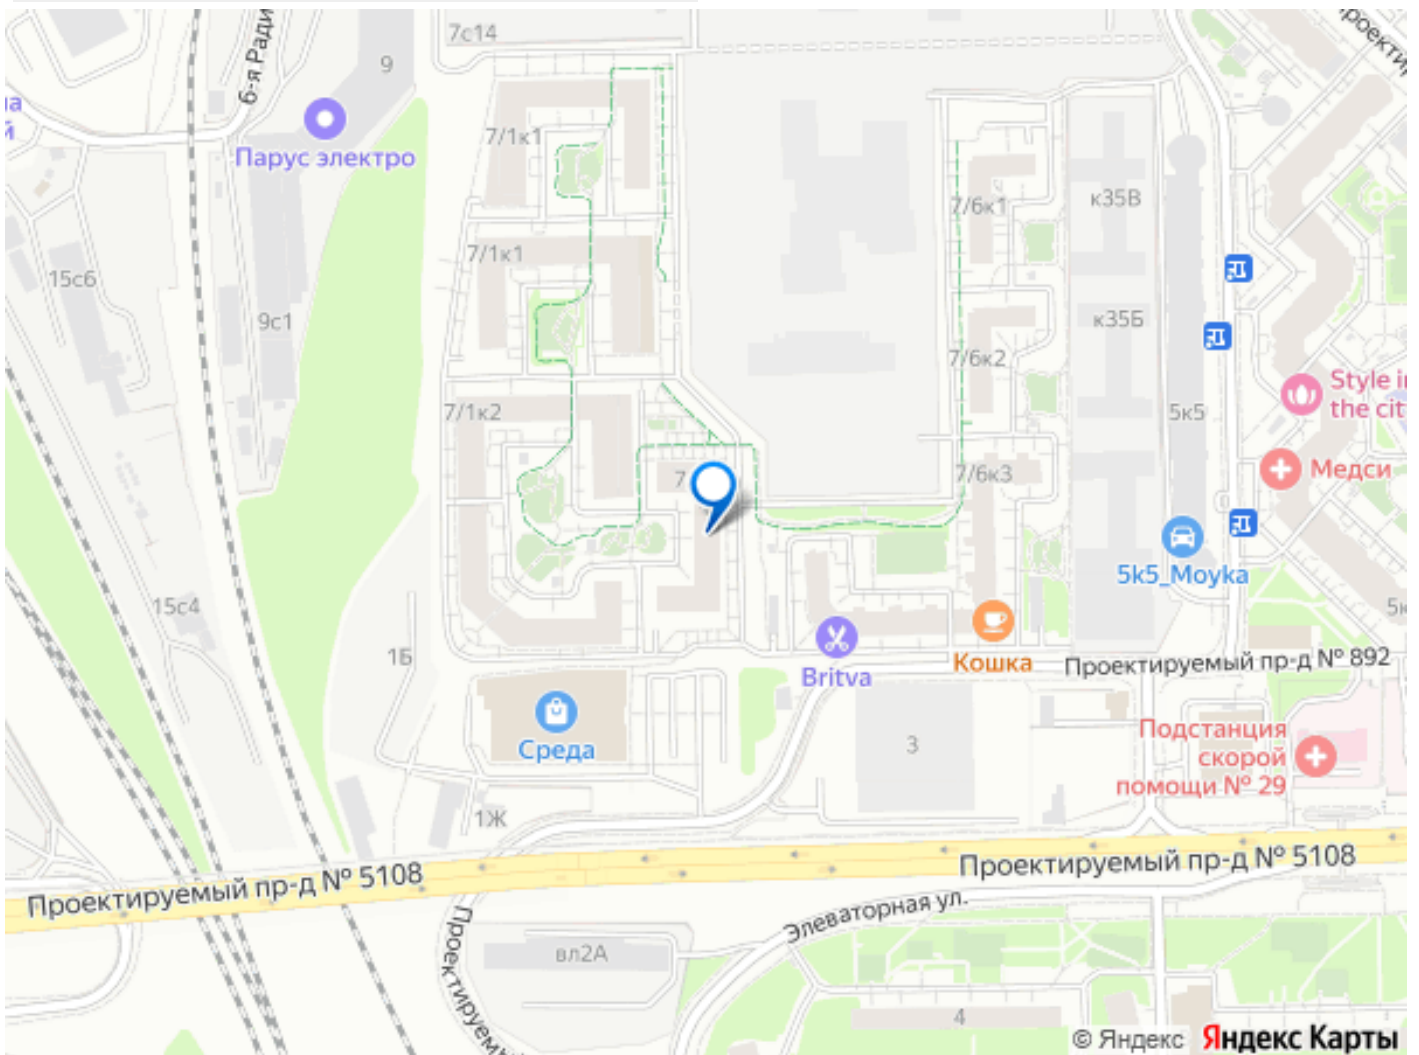 7с14
6-я Ради
9
Парус электро
7/1к1
7/6к1
к35В
7/1к1
15с6
9с1
к35Б
7/6к2
Style in
the cit
7/1к2
5к5
Медси
7
7/6к3
5k5_Moyka
15с4
1Б
Britva
Кошка
Проектируемый пр-д № 892
Среда
3
Подстанция
скорой
помощи № 29
1Ж
Проектируемый пр-д № 5108
Проектируемый пр-д № 5108
Элеваторная ул.
Проектируемый
вл2А
4
© Яндекс Яндекс Карты